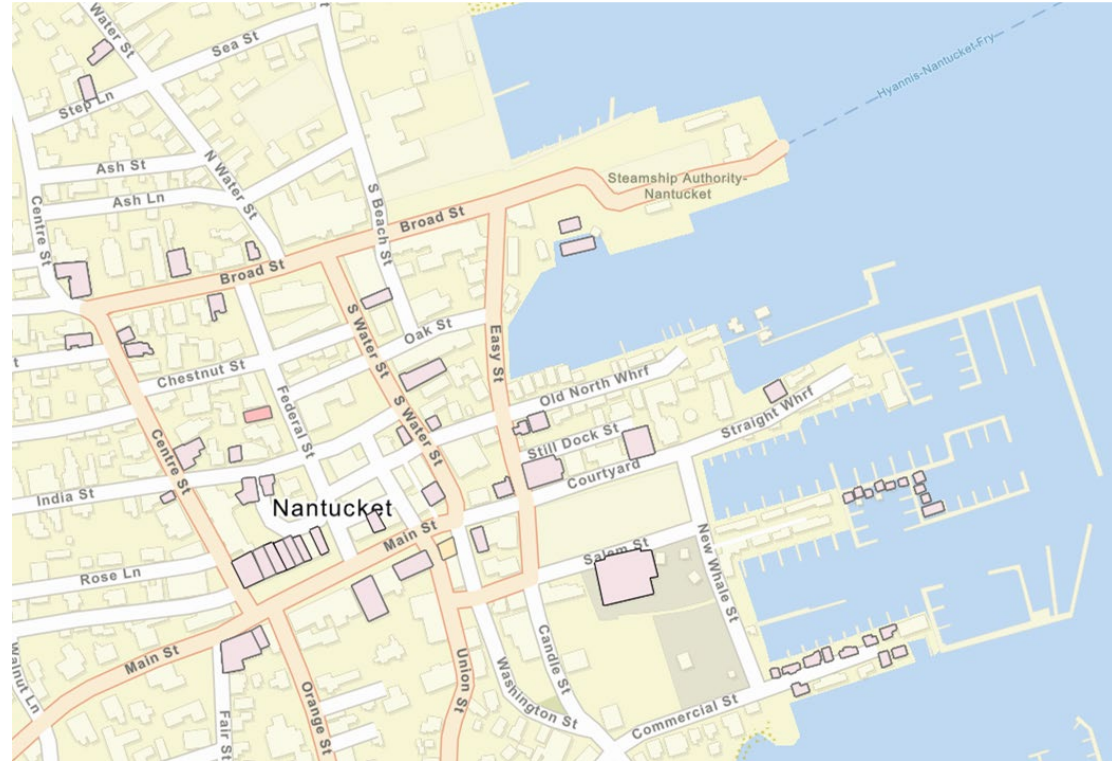 Water St
Sea St
Hyannis-Nantucket-Fry
Step Ln
N Water St
Ash St
Ash Ln
Steamship Authority-
Nantucket
Centre St
S Beach St
Broad St
Broad St
S Water St
Easy St
Oak St
Chestnut St
Federal St
Old North Whrf
S Water St
Straight Whrf
Still Dock St
Centre St
Courtyard
India St
Nantucket
Main St
New Whale St
Salem St
Rose Ln
Main St
Walnut Ln
Union St
Candle St
Washington St
Commercial St
Fair St
Orange St